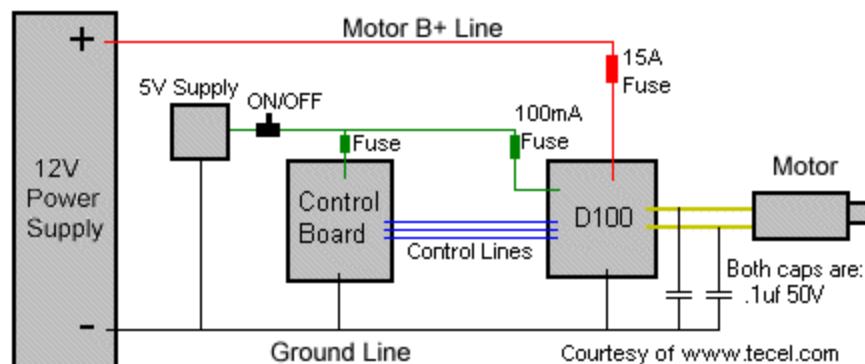 +
Motor B+ Line
15A
Fuse
5V Supply
ON/OFF
100mA
Fuse
Fuse
12V
Power
Supply
Control
Board
D100
Motor
Control Lines
Both caps are:
.1uf 50V
-
Ground Line
Courtesy of www.tecel.com